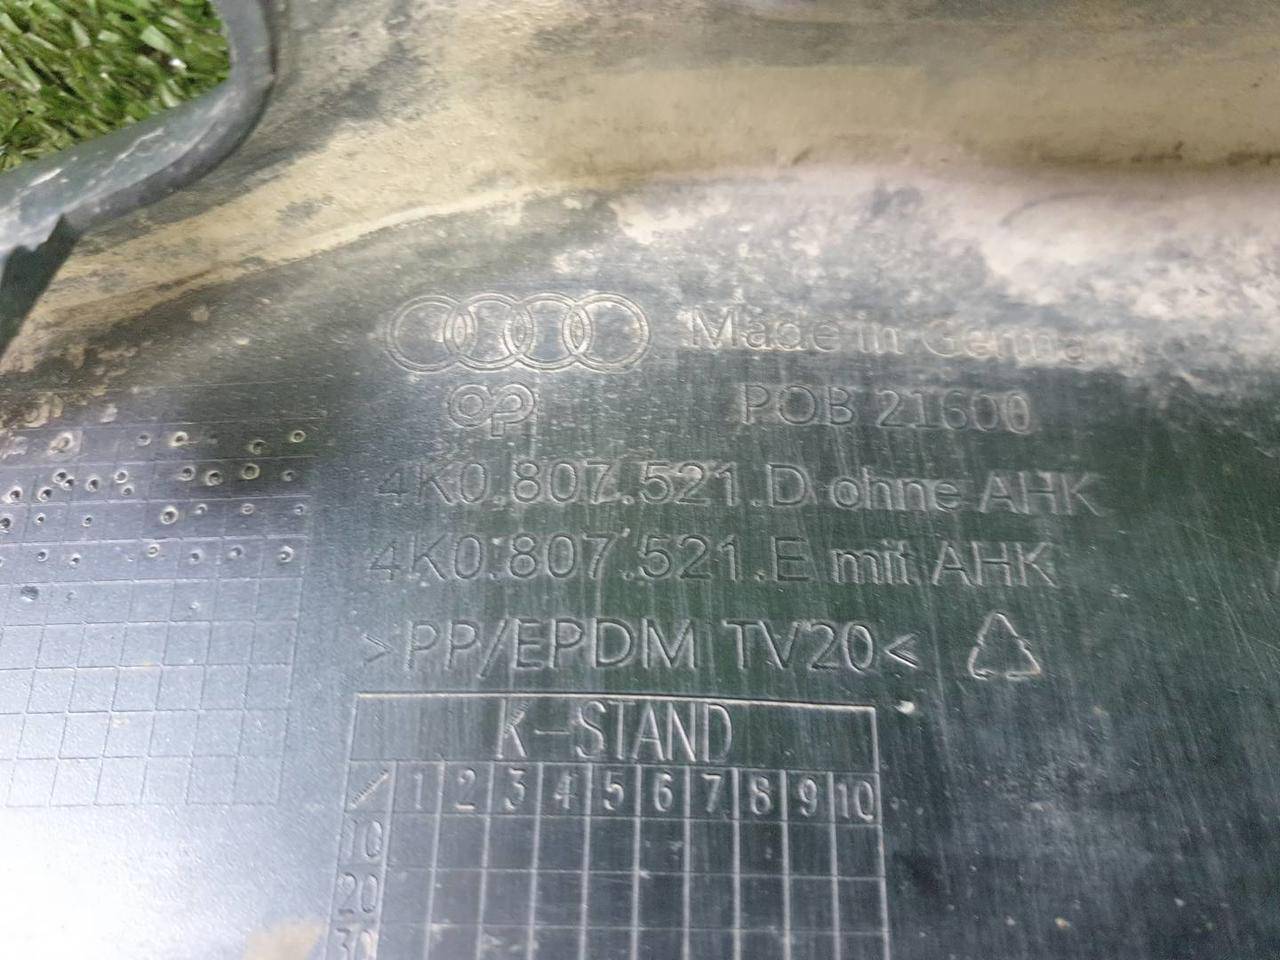 Made in Germany
OP
POB 21600
4K0.807.521.D ohne AHK
4K0.807.521.E mit AHK
>PP/EPDM TV20<
K-STAND
1 2 3 4 5 6 7 8 9 10
10
20
30